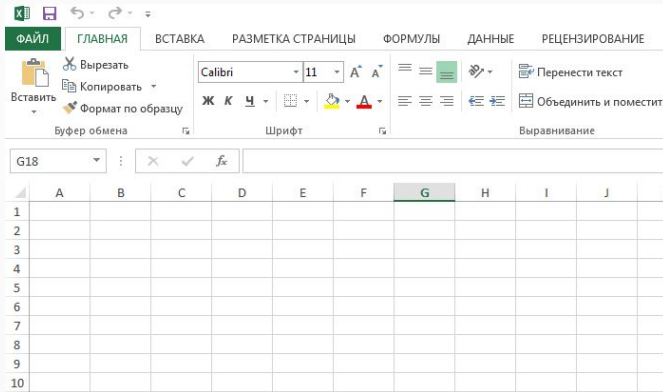 ФАЙЛ ГЛАВНАЯ ВСТАВКА РАЗМЕТКА СТРАНИЦЫ ФОРМУЛЫ ДАННЫЕ РЕЦЕНЗИРОВАНИЕ
Вставить
Вырезать
Копировать
Формат по образцу
Буфер обмена
Calibri 11 A A
Ж К Ч A
Шрифт
Перенести текст
Объединить и поместит
Выравнивание
G18 fx
A B C D E F G H I J
1
2
3
4
5
6
7
8
9
10